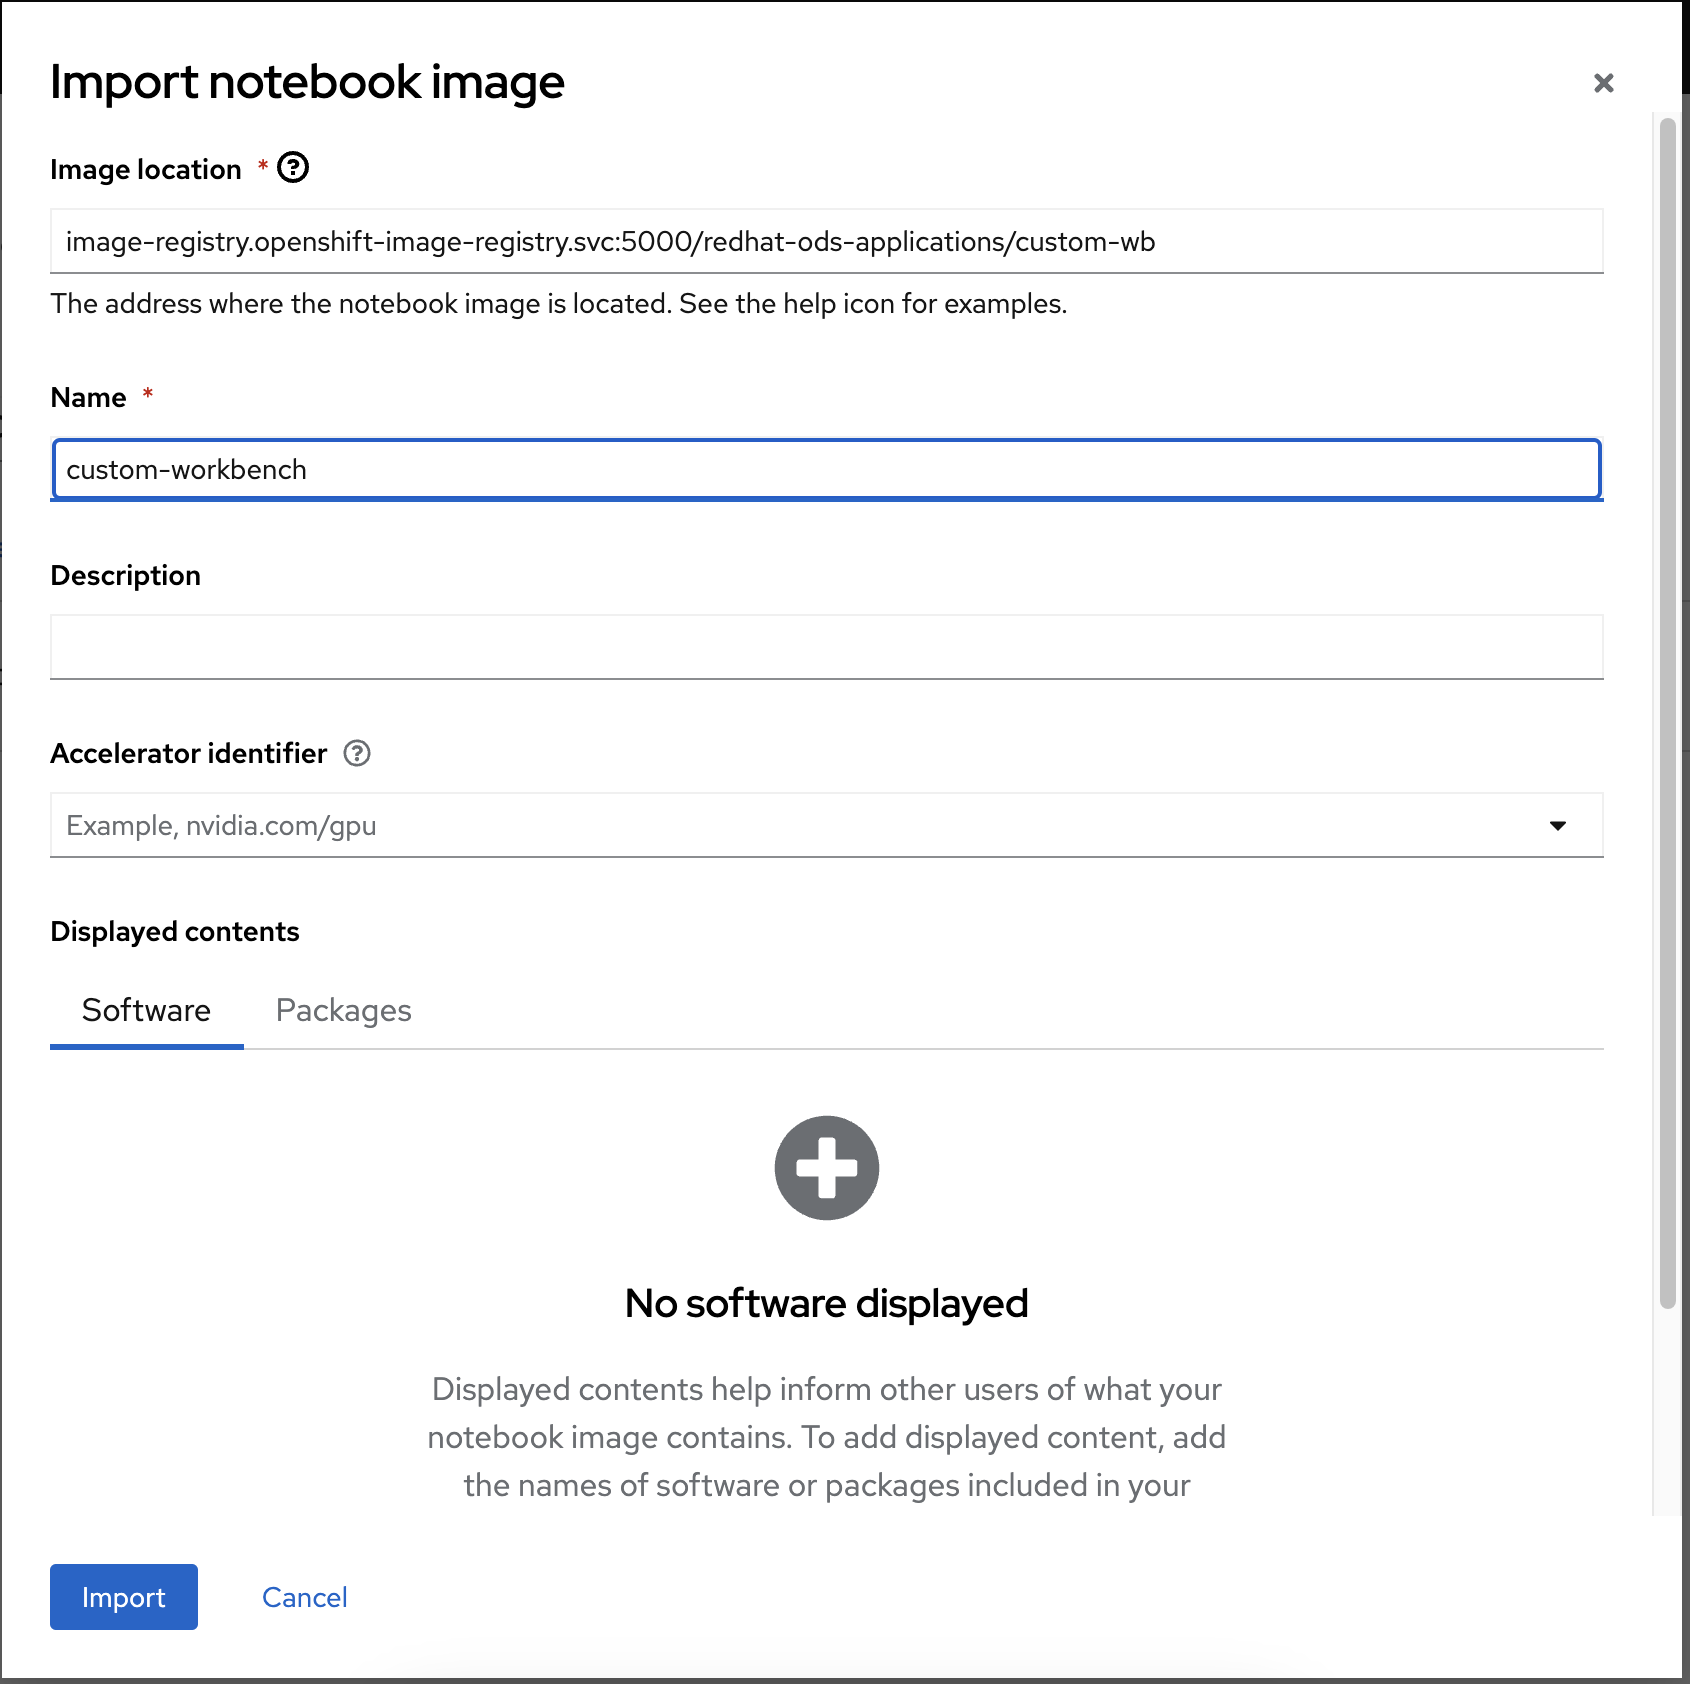 Import notebook image
Image location *
image-registry.openshift-image-registry.svc:5000/redhat-ods-applications/custom-wb
The address where the notebook image is located. See the help icon for examples.
Name *
custom-workbench
Description
Accelerator identifier
Example, nvidia.com/gpu
Displayed contents
Software Packages
No software displayed
Displayed contents help inform other users of what your
notebook image contains. To add displayed content, add
the names of software or packages included in your
Import Cancel